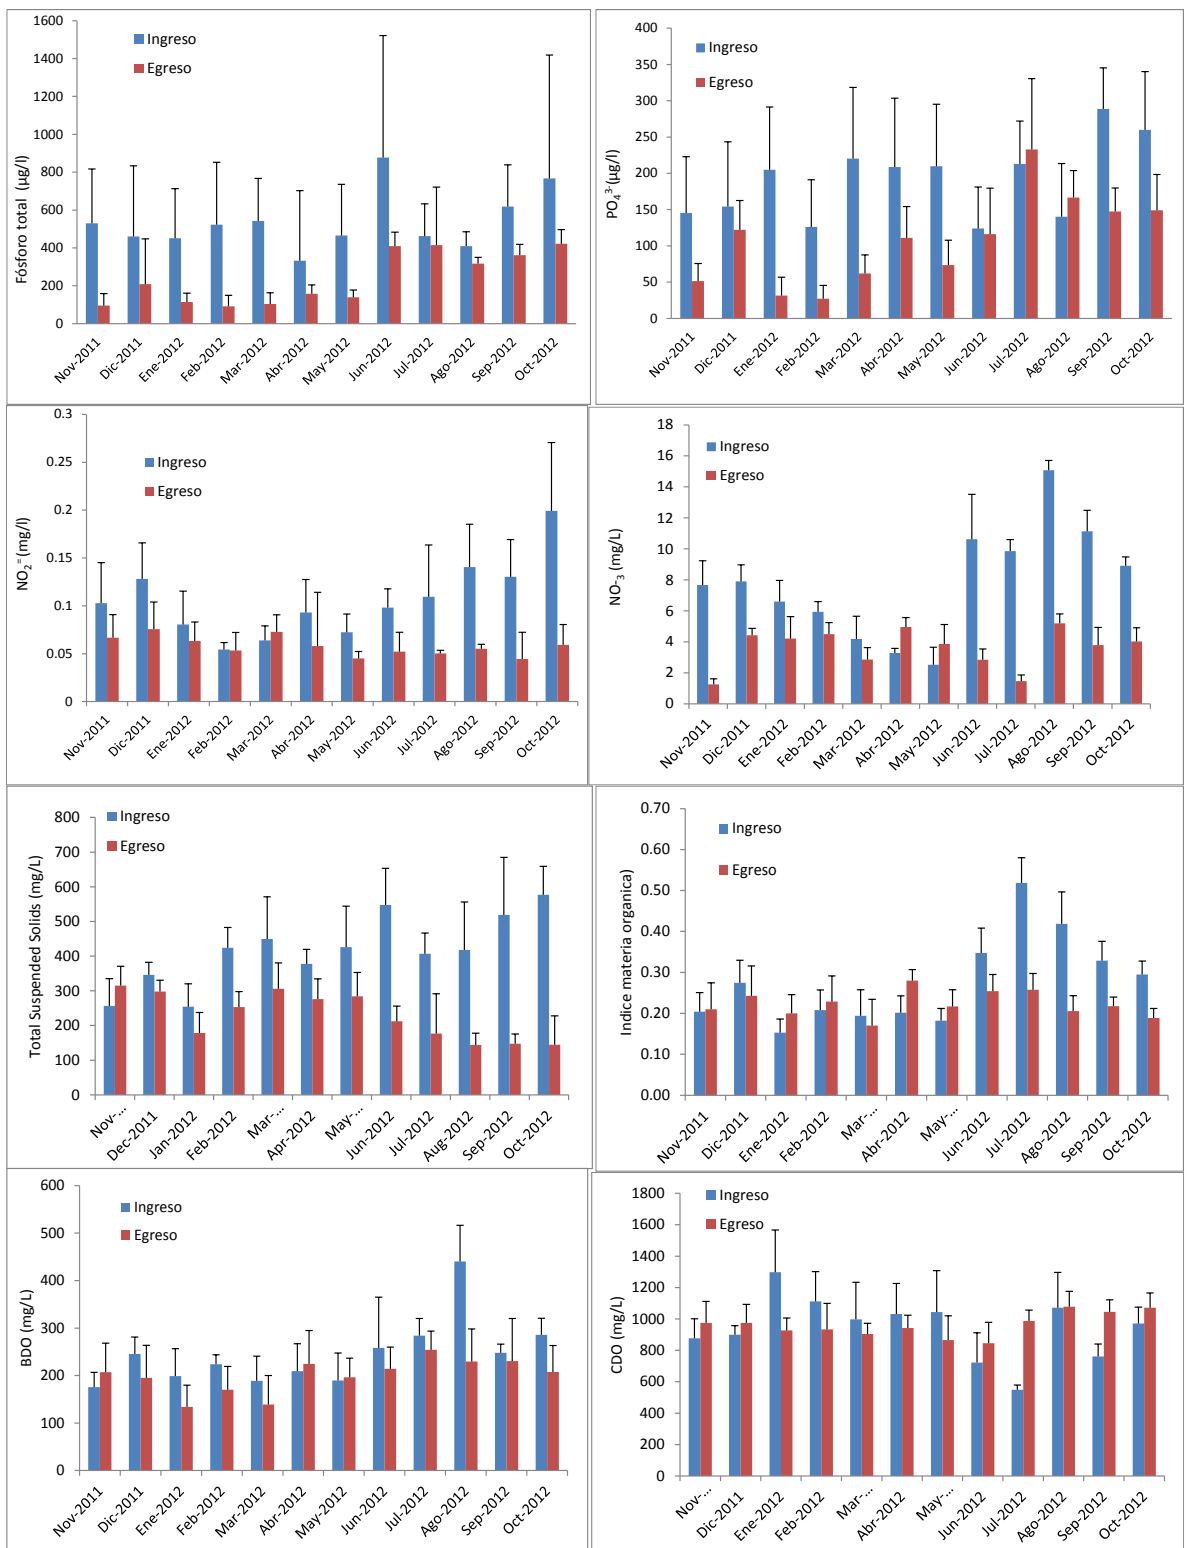 Fósforo total (µg/l)
1600
1400
1200
1000
800
600
400
200
0
Ingreso
Egreso
Nov-2011
Dic-2011
Ene-2012
Feb-2012
Mar-2012
Abr-2012
May-2012
Jun-2012
Jul-2012
Ago-2012
Sep-2012
Oct-2012
PO₄³⁻(µg/l)
400
350
300
250
200
150
100
50
0
Ingreso
Egreso
Nov-2011
Dic-2011
Ene-2012
Feb-2012
Mar-2012
Abr-2012
May-2012
Jun-2012
Jul-2012
Ago-2012
Sep-2012
Oct-2012
NO₂⁼ (mg/l)
0.3
0.25
0.2
0.15
0.1
0.05
0
Ingreso
Egreso
Nov-2011
Dic-2011
Ene-2012
Feb-2012
Mar-2012
Abr-2012
May-2012
Jun-2012
Jul-2012
Ago-2012
Sep-2012
Oct-2012
NO-₃ (mg/L)
18
16
14
12
10
8
6
4
2
0
Ingreso
Egreso
Nov-2011
Dic-2011
Ene-2012
Feb-2012
Mar-2012
Abr-2012
May-2012
Jun-2012
Jul-2012
Ago-2012
Sep-2012
Oct-2012
Total Suspended Solids (mg/L)
800
700
600
500
400
300
200
100
0
Ingreso
Egreso
Nov-...
Dec-2011
Jan-2012
Feb-2012
Mar-...
Apr-2012
May-...
Jun-2012
Jul-2012
Aug-2012
Sep-2012
Oct-2012
Indice materia organica)
0.70
0.60
0.50
0.40
0.30
0.20
0.10
0.00
Ingreso
Egreso
Nov-2011
Dic-2011
Ene-2012
Feb-2012
Mar-...
Abr-2012
May-...
Jun-2012
Jul-2012
Ago-2012
Sep-2012
Oct-2012
BDO (mg/L)
600
500
400
300
200
100
0
Ingreso
Egreso
Nov-2011
Dic-2011
Ene-2012
Feb-2012
Mar-2012
Abr-2012
May-2012
Jun-2012
Jul-2012
Ago-2012
Sep-2012
Oct-2012
CDO (mg/L)
1800
1600
1400
1200
1000
800
600
400
200
0
Ingreso
Egreso
Nov-...
Dic-2011
Ene-2012
Feb-2012
Mar-...
Abr-2012
May-...
Jun-2012
Jul-2012
Ago-2012
Sep-2012
Oct-2012